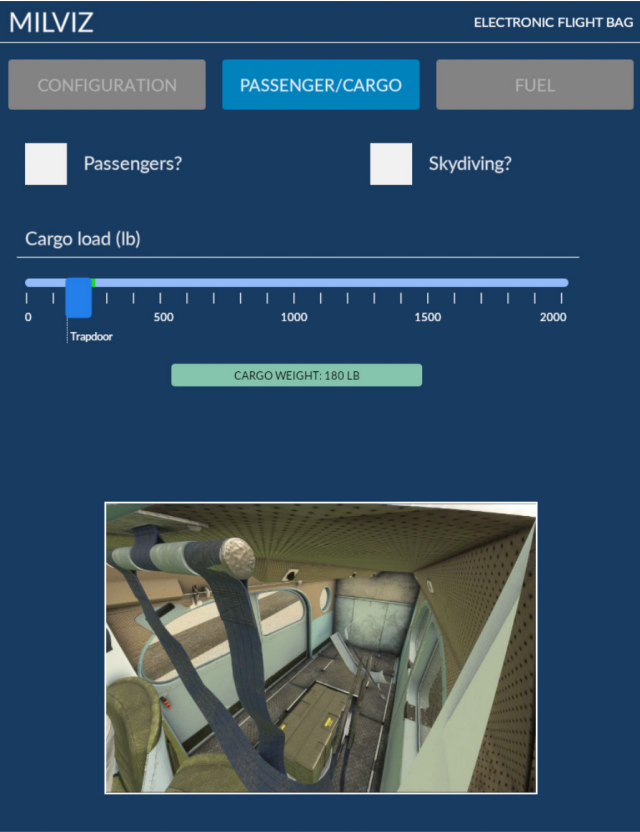 MILVIZ
ELECTRONIC FLIGHT BAG
CONFIGURATION
PASSENGER/CARGO
FUEL
Passengers?
Skydiving?
Cargo load (lb)
0 500 1000 1500 2000
Trapdoor
CARGO WEIGHT: 180 LB